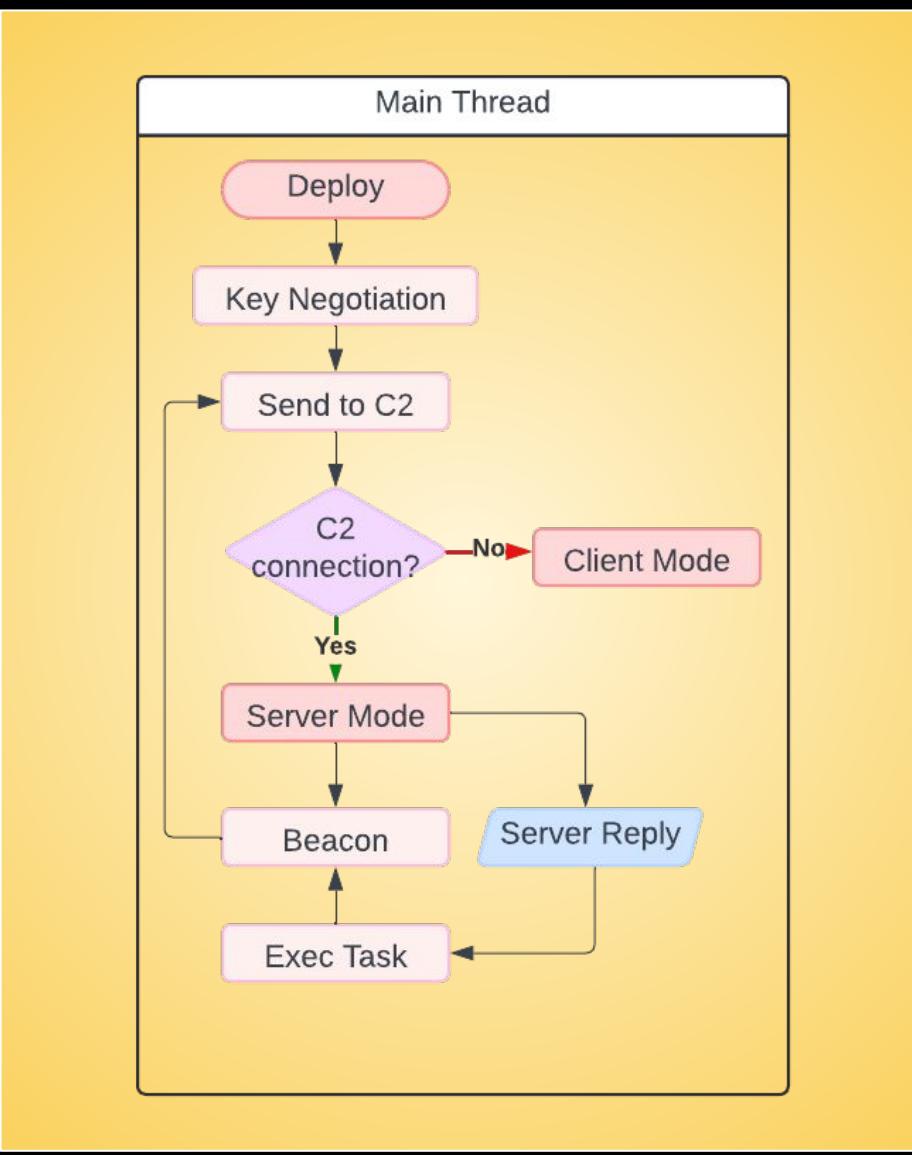 Main Thread
Deploy
Key Negotiation
Send to C2
C2
connection?
No
Client Mode
Yes
Server Mode
Beacon
Server Reply
Exec Task